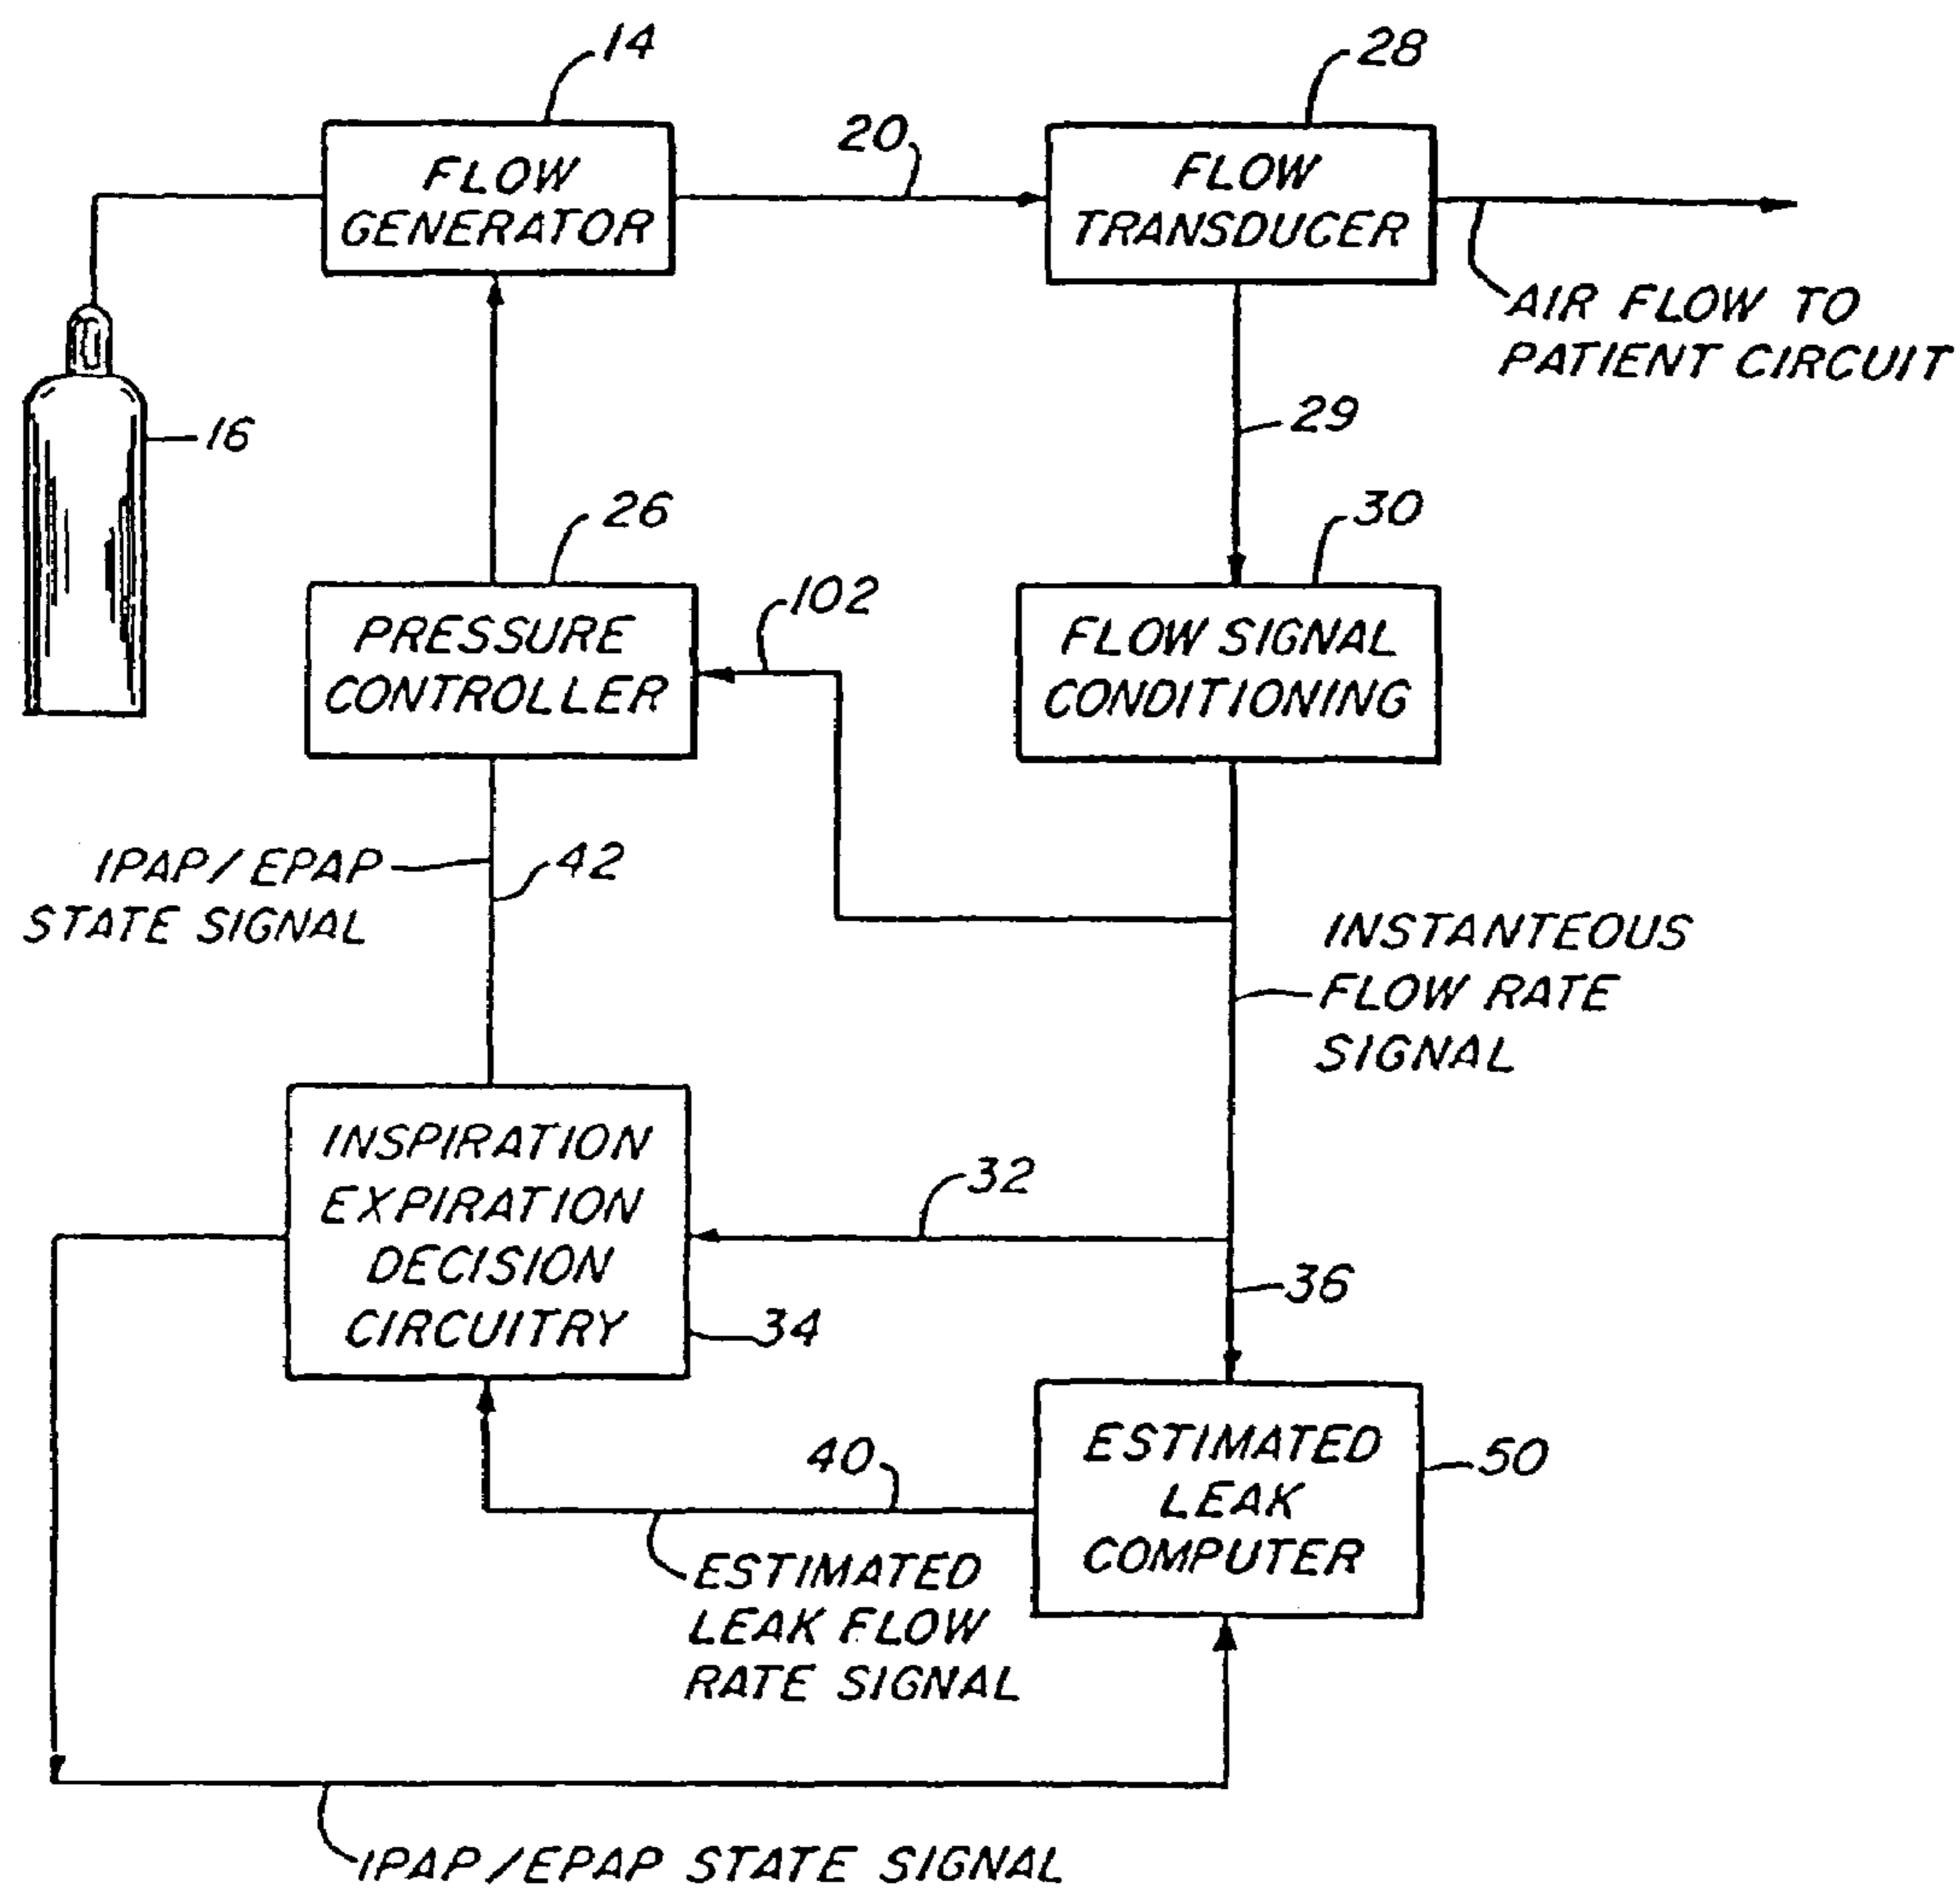 14
28
20
FLOW
GENERATOR
FLOW
TRANSDUCER
AIR FLOW TO
PATIENT CIRCUIT
29
16
26
30
102
PRESSURE
CONTROLLER
FLOW SIGNAL
CONDITIONING
IPAP/EPAP
STATE SIGNAL
42
INSTANTEOUS
FLOW RATE
SIGNAL
INSPIRATION
EXPIRATION
DECISION
CIRCUITRY
32
36
34
40
ESTIMATED
LEAK
COMPUTER
50
ESTIMATED
LEAK FLOW
RATE SIGNAL
IPAP/EPAP STATE SIGNAL